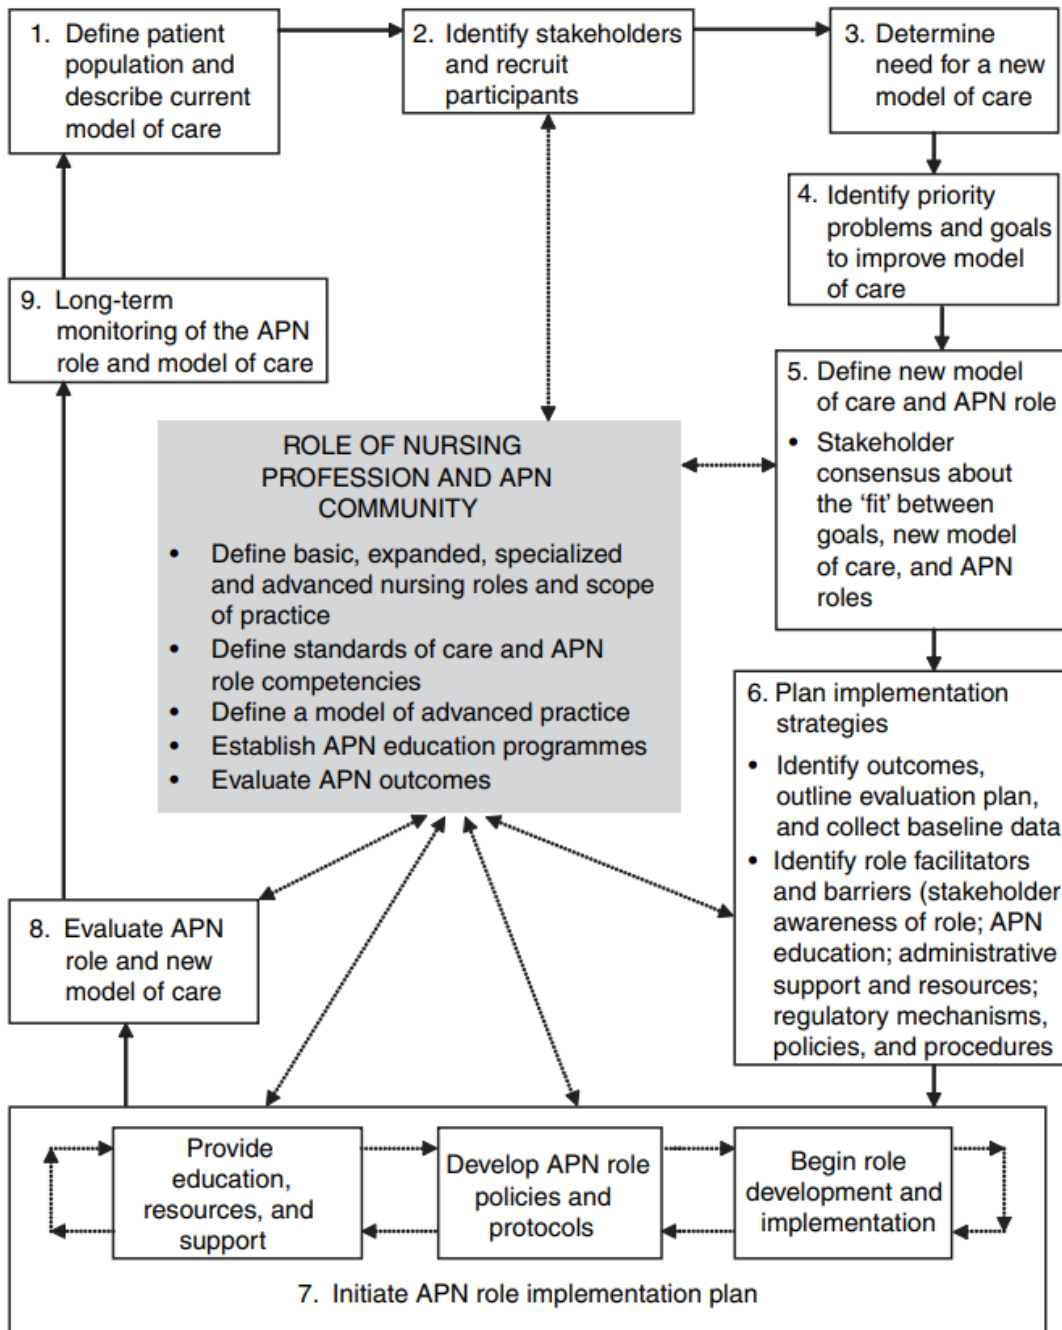 1. Define patient
population and
describe current
model of care
2. Identify stakeholders
and recruit
participants
3. Determine
need for a new
model of care
4. Identify priority
problems and goals
to improve model
of care
5. Define new model
of care and APN role
• Stakeholder
consensus about
the ‘fit’ between
goals, new model
of care, and APN
roles
6. Plan implementation
strategies
• Identify outcomes,
outline evaluation plan,
and collect baseline data
• Identify role facilitators
and barriers (stakeholder
awareness of role; APN
education; administrative
support and resources;
regulatory mechanisms,
policies, and procedures
9. Long-term
monitoring of the APN
role and model of care
ROLE OF NURSING
PROFESSION AND APN
COMMUNITY
• Define basic, expanded, specialized
and advanced nursing roles and scope
of practice
• Define standards of care and APN
role competencies
• Define a model of advanced practice
• Establish APN education programmes
• Evaluate APN outcomes
8. Evaluate APN
role and new
model of care
Provide
education,
resources, and
support
Develop APN role
policies and
protocols
Begin role
development and
implementation
7. Initiate APN role implementation plan